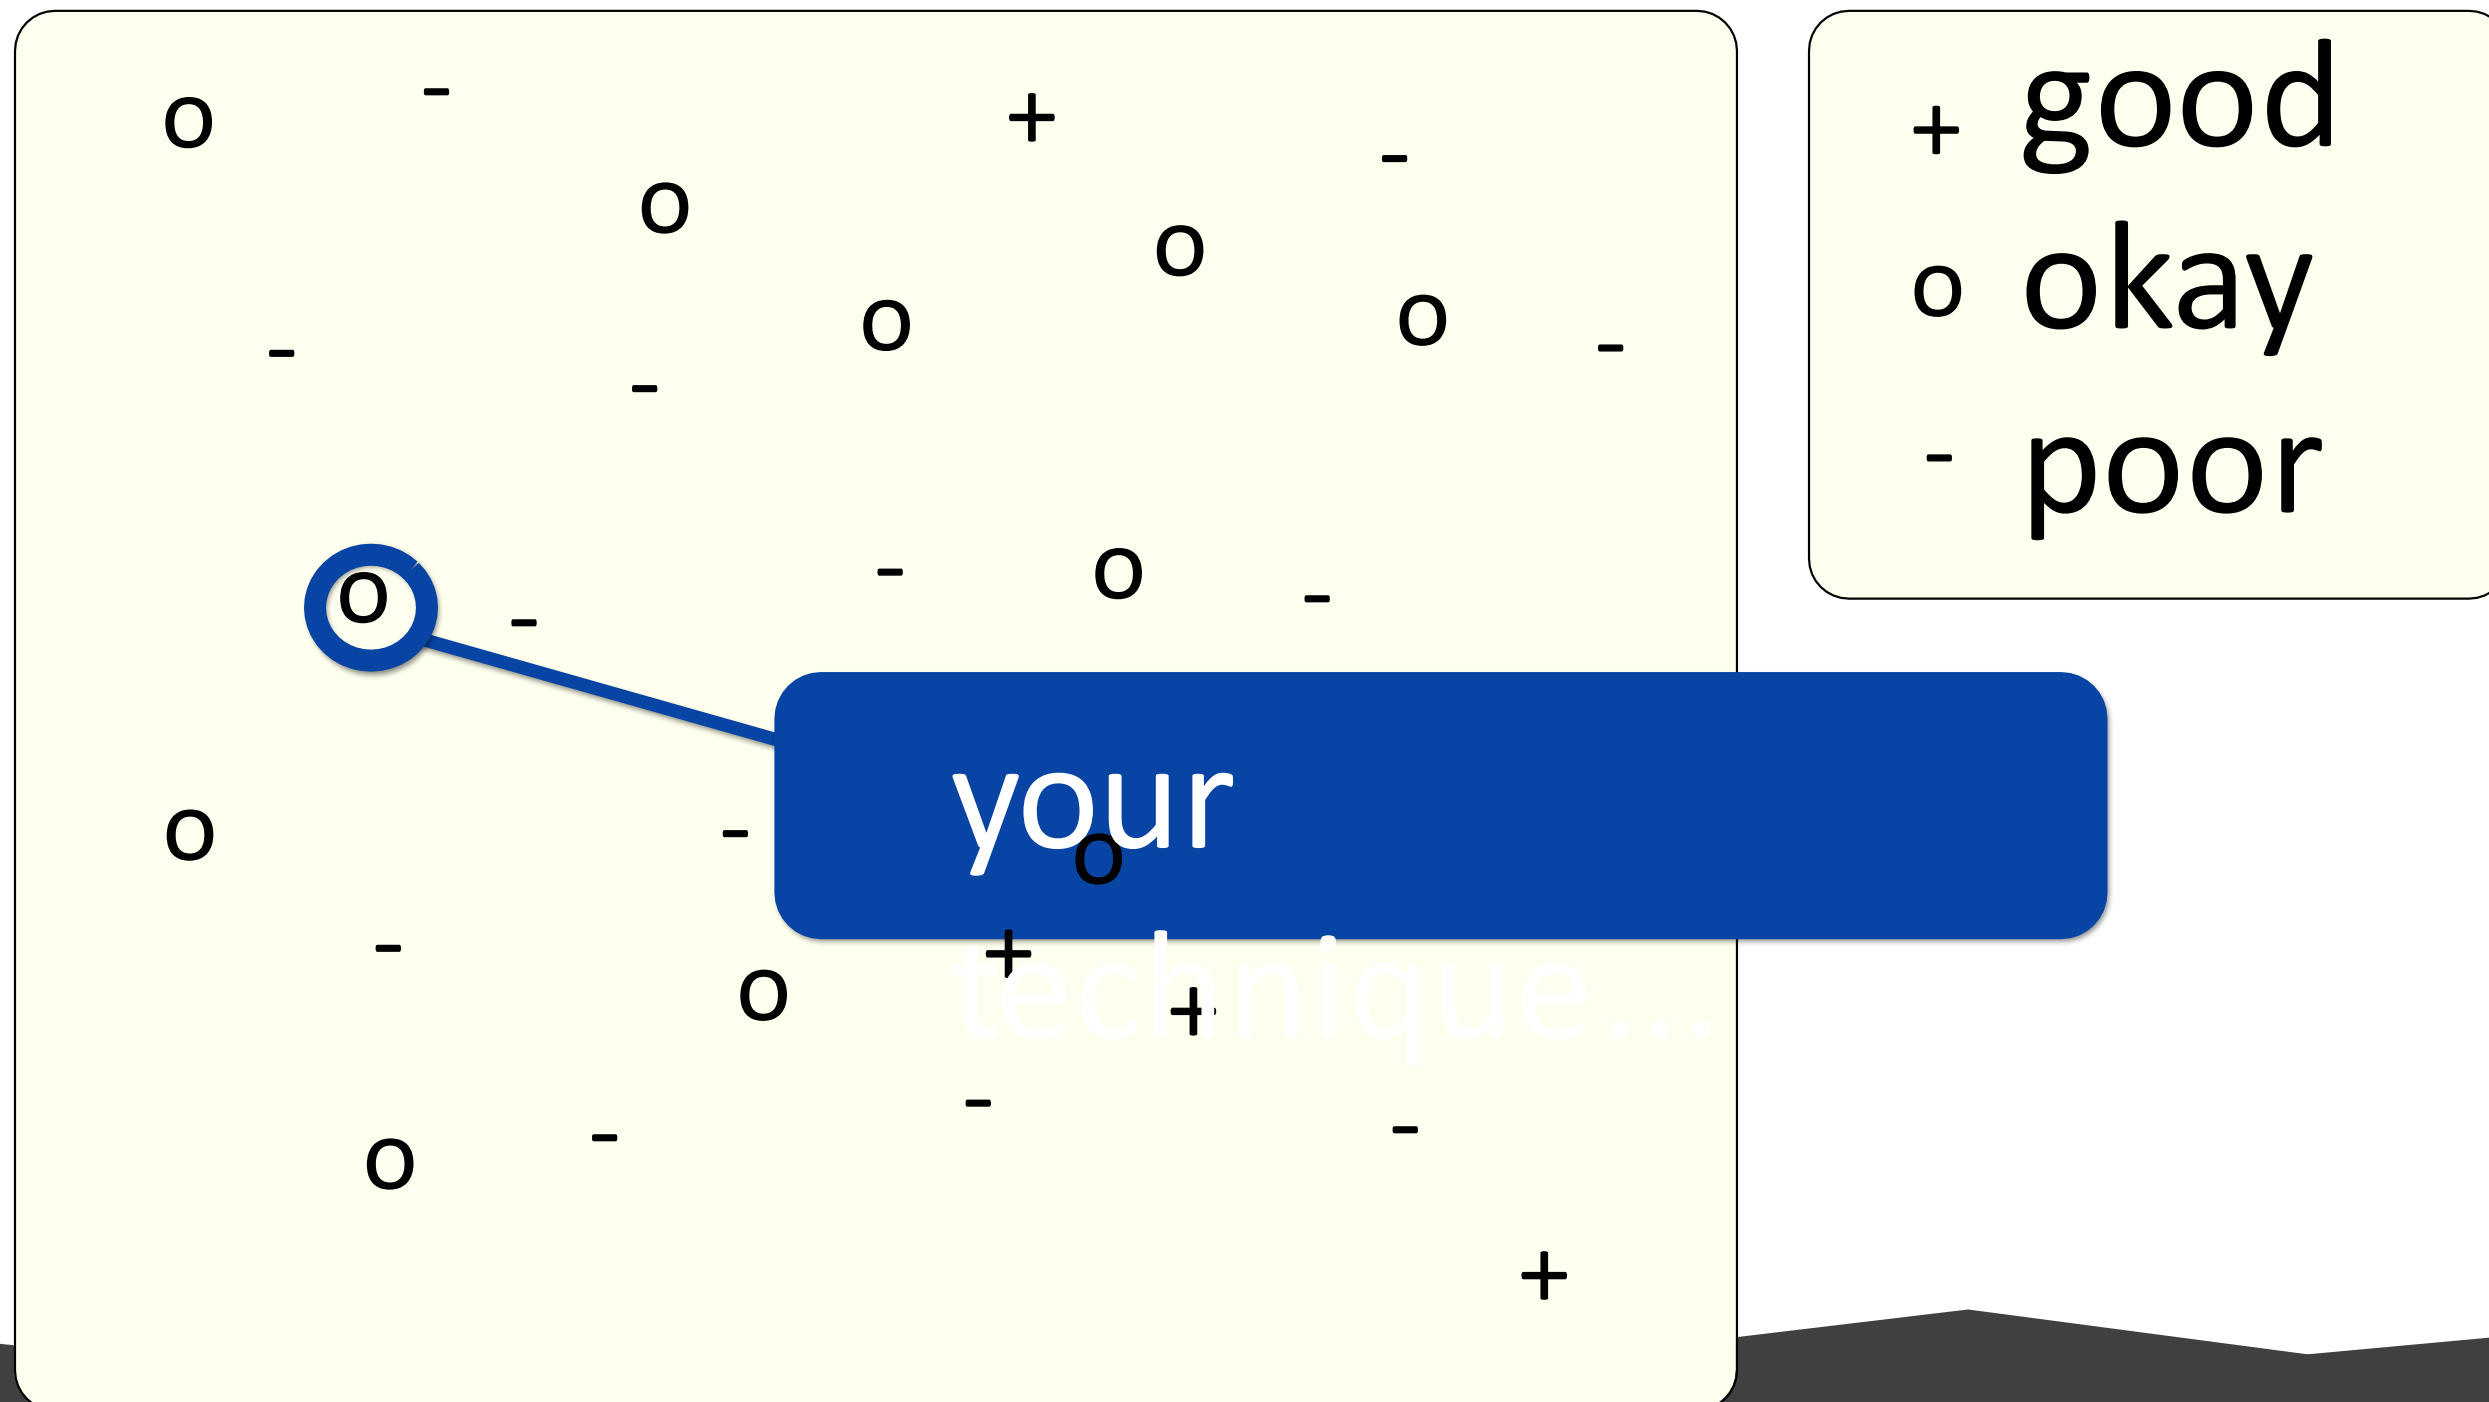 o - + -
o o
o o
- - -
- o -
o -
your
o - o
technique...
- o + +
- -
o -
+
+ good
o okay
- poor